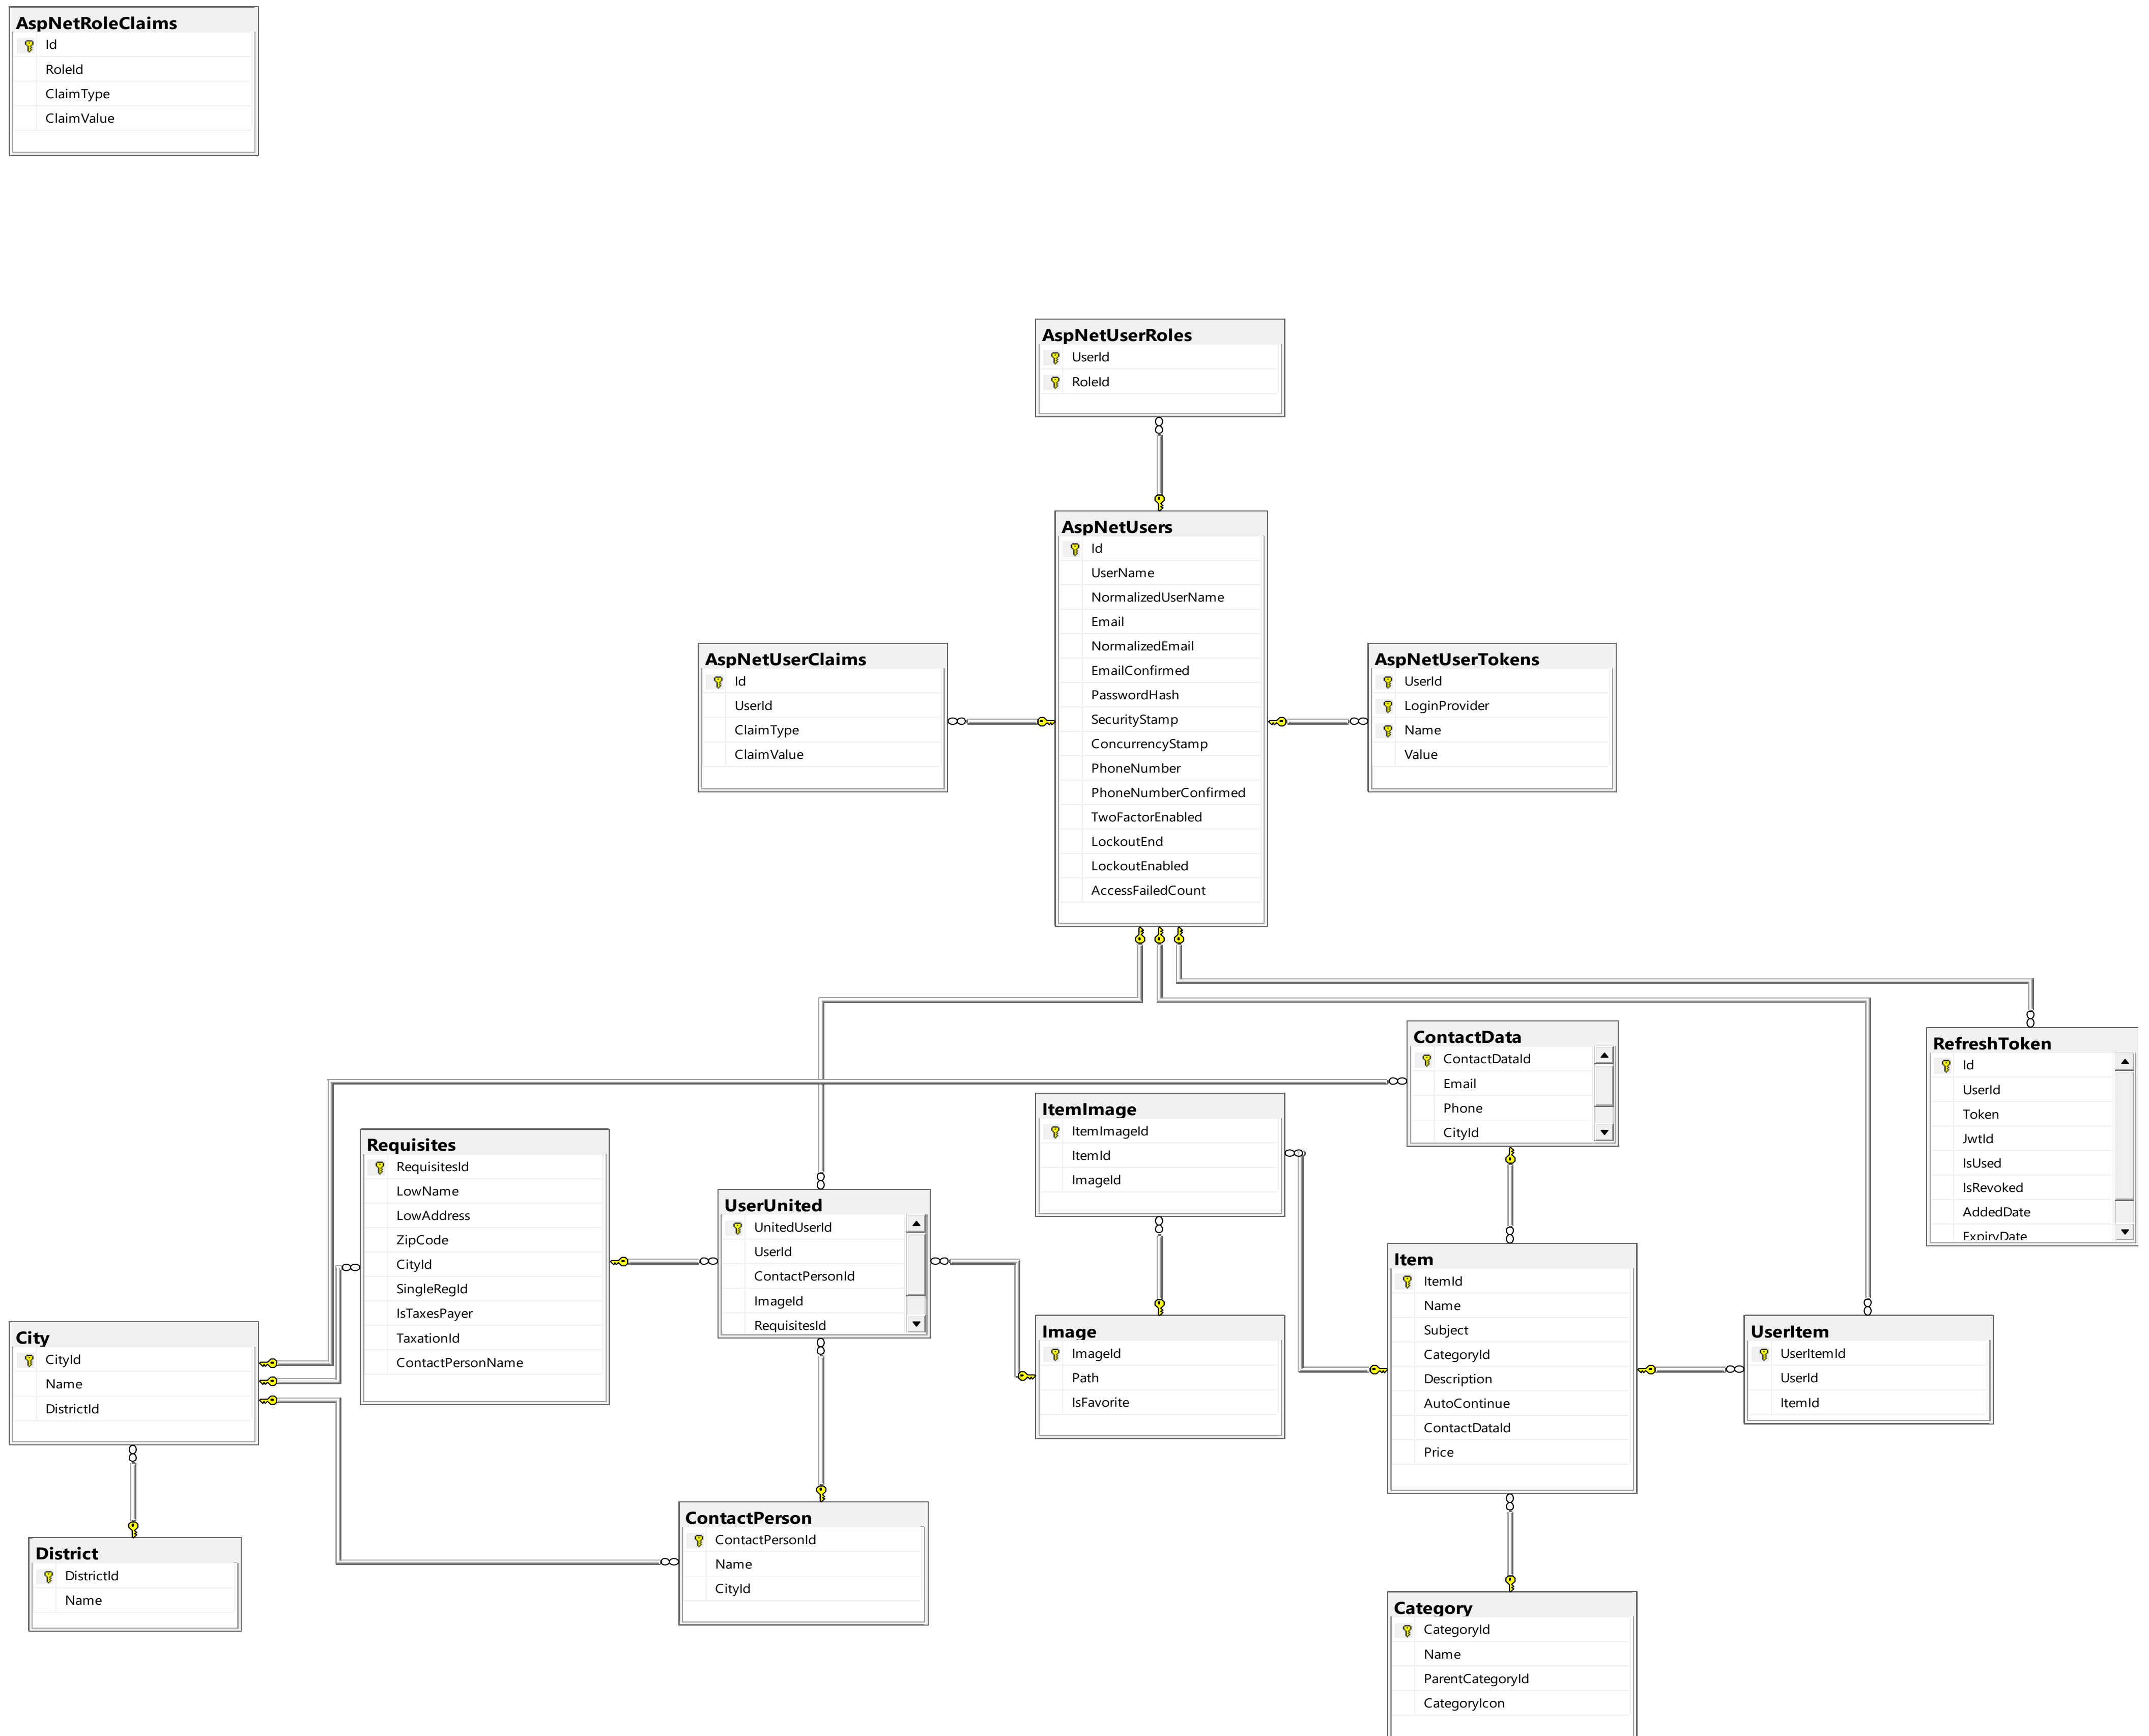 AspNetRoleClaims
Id
RoleId
ClaimType
ClaimValue
AspNetUserRoles
UserId
RoleId
AspNetUsers
Id
UserName
NormalizedUserName
Email
NormalizedEmail
EmailConfirmed
PasswordHash
SecurityStamp
ConcurrencyStamp
PhoneNumber
PhoneNumberConfirmed
TwoFactorEnabled
LockoutEnd
LockoutEnabled
AccessFailedCount
AspNetUserClaims
Id
UserId
ClaimType
ClaimValue
AspNetUserTokens
UserId
LoginProvider
Name
Value
ContactData
ContactDataId
Email
Phone
CityId
RefreshToken
Id
UserId
Token
JwtId
IsUsed
IsRevoked
AddedDate
ExpiryDate
ItemImage
ItemImageId
ItemId
ImageId
Requisites
RequisitesId
LowName
LowAddress
ZipCode
CityId
SingleRegId
IsTaxesPayer
TaxationId
ContactPersonName
UserUnited
UnitedUserId
UserId
ContactPersonId
ImageId
RequisitesId
Item
ItemId
Name
Subject
CategoryId
Description
AutoContinue
ContactDataId
Price
Image
ImageId
Path
IsFavorite
UserItem
UserItemId
UserId
ItemId
City
CityId
Name
DistrictId
ContactPerson
ContactPersonId
Name
CityId
District
DistrictId
Name
Category
CategoryId
Name
ParentCategoryId
CategoryIcon